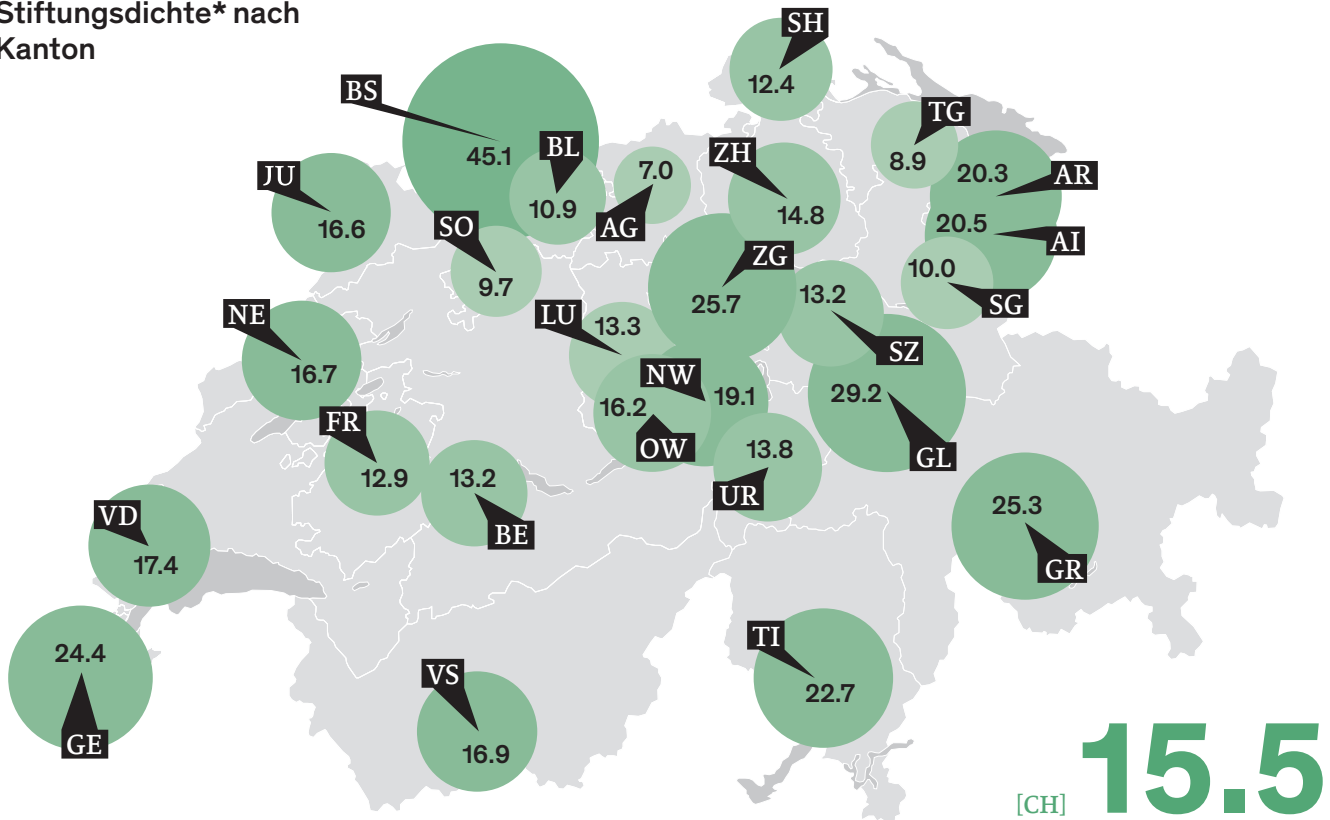 Stiftungsdichte* nach
Kanton
SH
12.4
BS
45.1
BL
10.9
AG
7.0
ZH
14.8
TG
8.9
AR
20.3
AI
20.5
SG
10.0
JU
16.6
SO
9.7
ZG
25.7
SZ
13.2
LU
13.3
NE
16.7
NW
19.1
OW
16.2
GL
29.2
FR
12.9
BE
13.2
UR
13.8
GR
25.3
VD
17.4
GE
24.4
VS
16.9
TI
22.7
[CH] 15.5